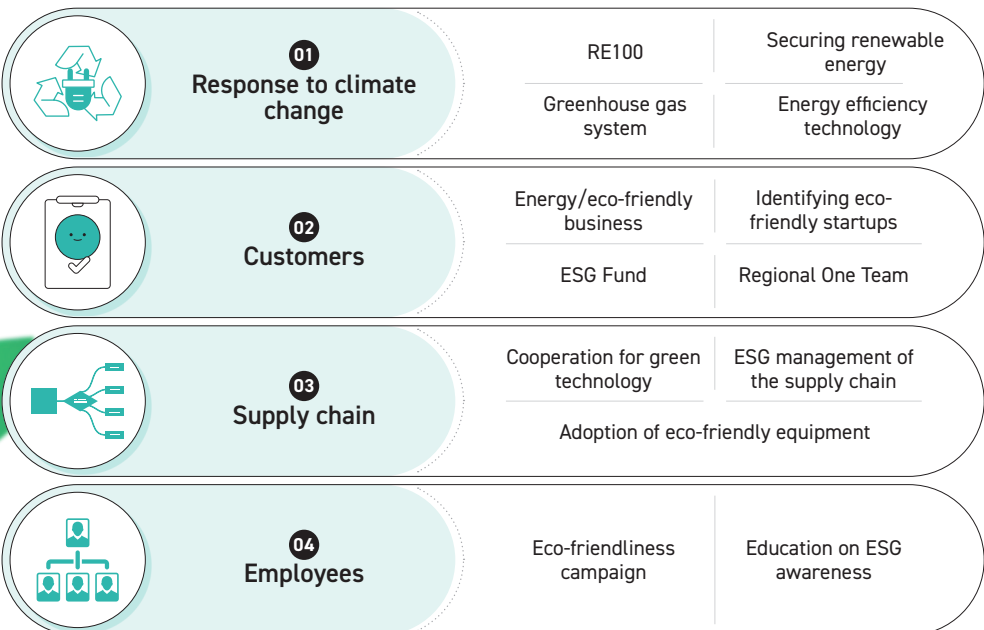 01
Response to climate
change
RE100
Securing renewable
energy
Greenhouse gas
system
Energy efficiency
technology
02
Customers
Energy/eco-friendly
business
Identifying eco-
friendly startups
ESG Fund
Regional One Team
03
Supply chain
Cooperation for green
technology
ESG management of
the supply chain
Adoption of eco-friendly equipment
04
Employees
Eco-friendliness
campaign
Education on ESG
awareness